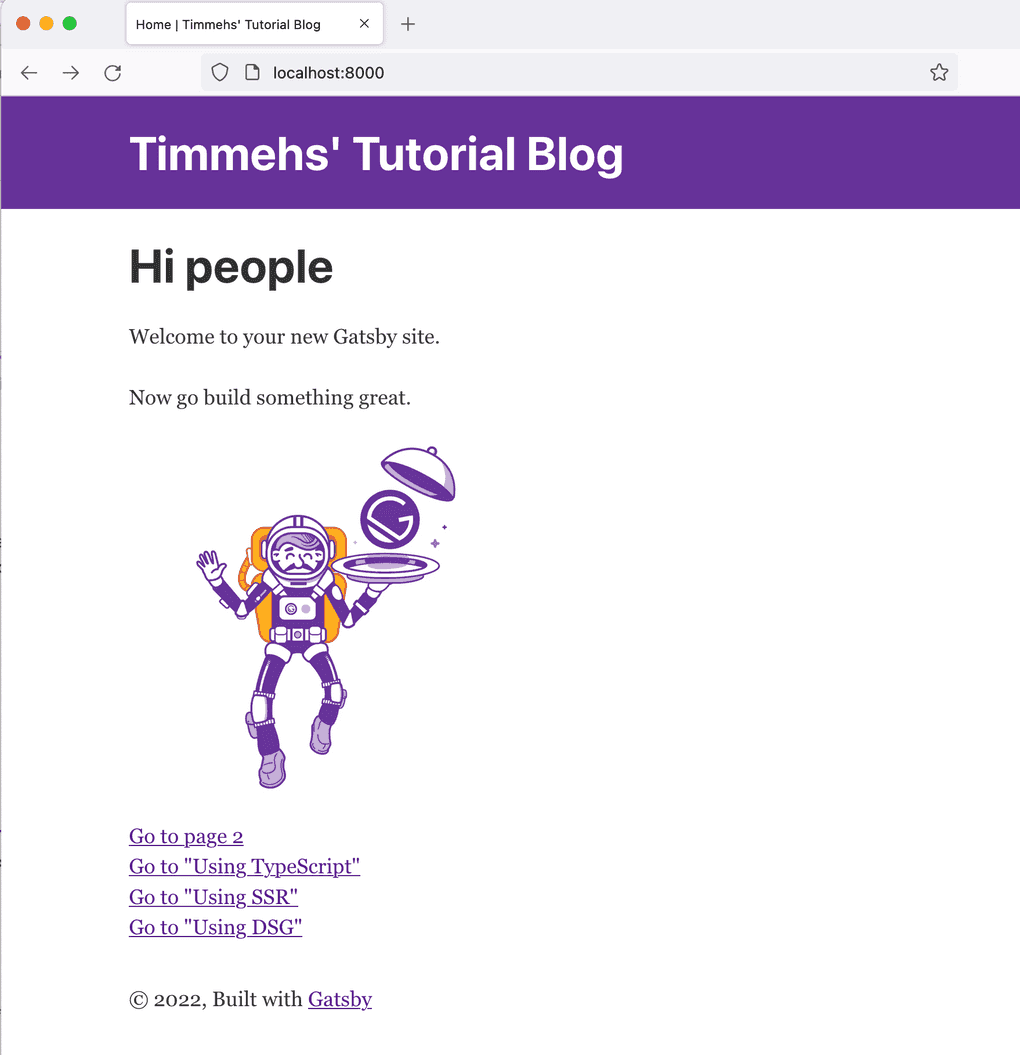 Home | Timmehs' Tutorial Blog
localhost:8000
Timmehs' Tutorial Blog
Hi people
Welcome to your new Gatsby site.
Now go build something great.
Go to page 2
Go to "Using TypeScript"
Go to "Using SSR"
Go to "Using DSG"
© 2022, Built with Gatsby